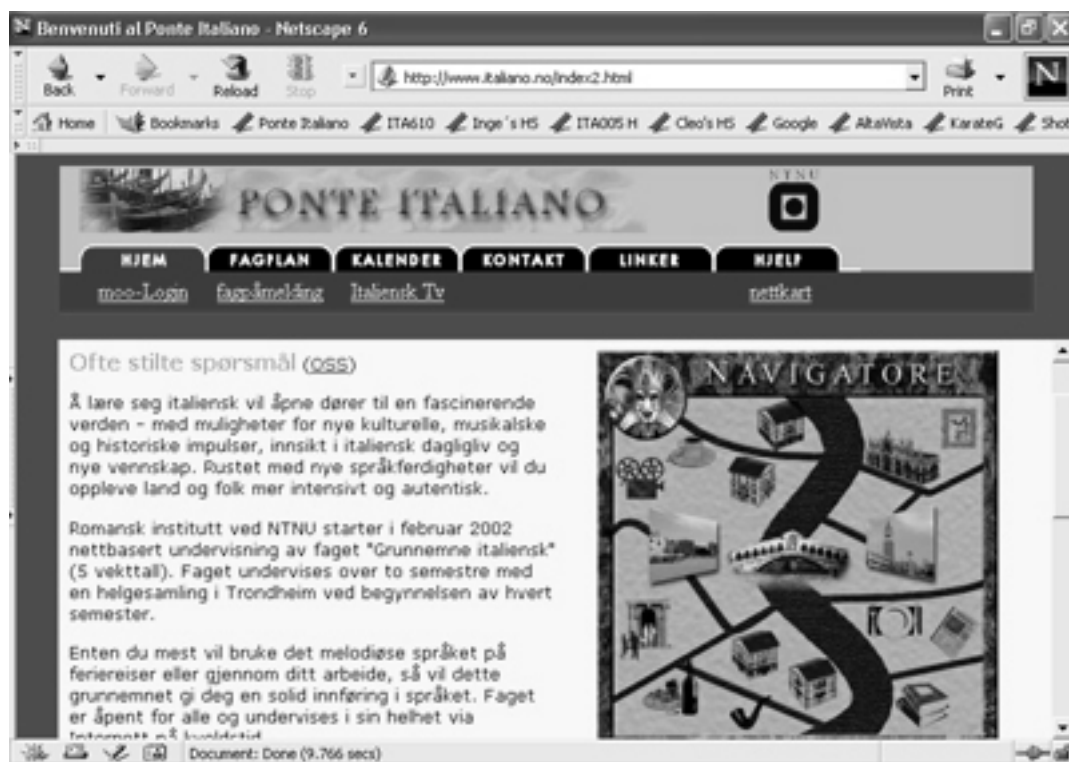 Benvenuti al Ponte Italiano - Netscape 6
Back Forward Reload Stop http://www.italiano.no/index2.html Print N
Home Bookmarks Ponte Italiano ITA610 Inge's HS ITA005 H Cleo's HS Google AltaVista KarateG Shot
PONTE ITALIANO
NTNU
HJEM FAGPLAN KALENDER KONTAKT LINKER HJELP
moo-Login fagpåmelding Italiensk Tv nettkart
Ofte stilte spørsmål (OSS)
Å lære seg italiensk vil åpne dører til en fascinerende
verden - med muligheter for nye kulturelle, musikalske
og historiske impulser, innsikt i italiensk dagligliv og
nye vennskap. Rustet med nye språkferdigheter vil du
oppleve land og folk mer intensivt og autentisk.
Romansk institutt ved NTNU starter i februar 2002
nettbasert undervisning av faget "Grunnemne italiensk"
(5 vekttall). Faget undervises over to semestre med
en helgesamling i Trondheim ved begynnelsen av hvert
semester.
Enten du mest vil bruke det melodiøse språket på
feriereiser eller gjennom ditt arbeide, så vil dette
grunnemnet gi deg en solid innføring i språket. Faget
er åpent for alle og undervises i sin helhet via
Internett på kveldstid
NAVIGATORE
Document: Done (9.766 secs)